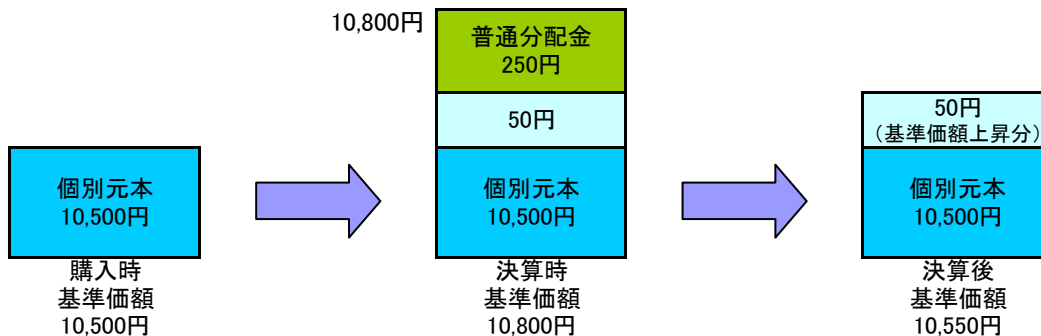 10,800円
普通分配金
250円
50円
個別元本
10,500円
個別元本
10,500円
50円
（基準価額上昇分）
個別元本
10,500円
購入時
基準価額
10,500円
決算時
基準価額
10,800円
決算後
基準価額
10,550円